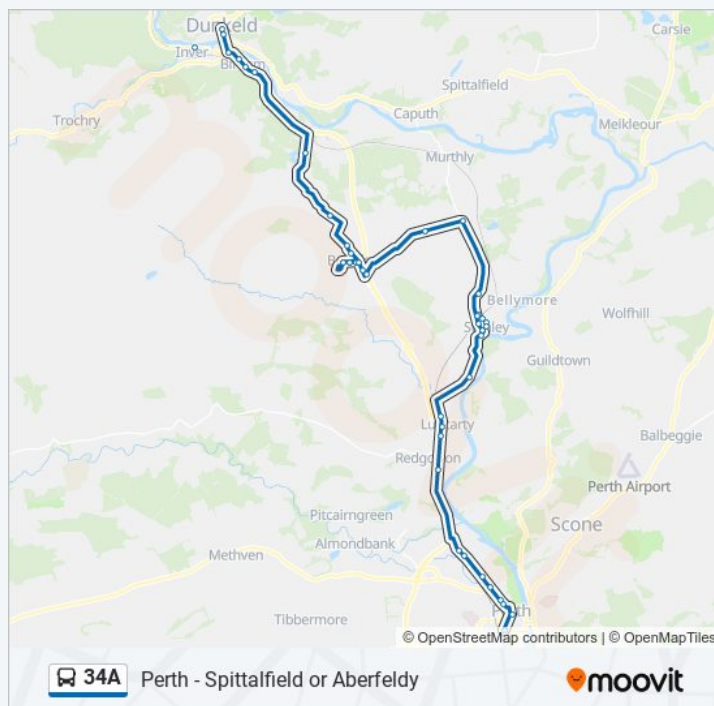 Dunkeld
Carsie
Inver
Birnam
Spittalfield
Trochry
Caputh
Meikleour
Murthly
Bellymore
Stanley
Wolfhill
Guildtown
Luncarty
Balbeggie
Redgorton
Perth Airport
Pitcairngreen
Scone
Almondbank
Methven
Perth
Tibbermore
© OpenStreetMap contributors | © OpenMapTiles
34A Perth - Spittalfield or Aberfeldy
moovit